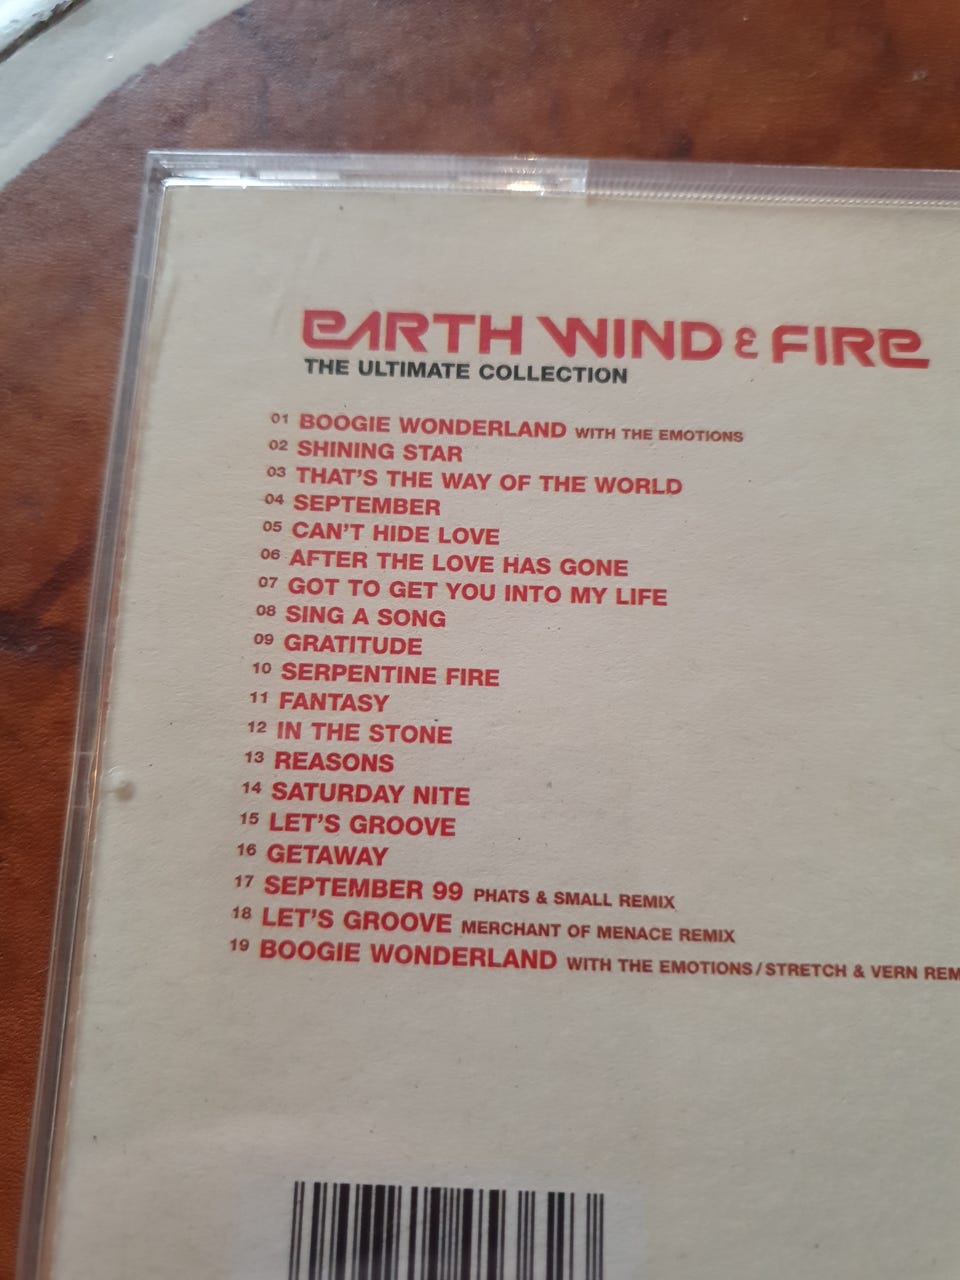 EARTH WIND & FIRE
THE ULTIMATE COLLECTION
01 BOOGIE WONDERLAND WITH THE EMOTIONS
02 SHINING STAR
03 THAT'S THE WAY OF THE WORLD
04 SEPTEMBER
05 CAN'T HIDE LOVE
06 AFTER THE LOVE HAS GONE
07 GOT TO GET YOU INTO MY LIFE
08 SING A SONG
09 GRATITUDE
10 SERPENTINE FIRE
11 FANTASY
12 IN THE STONE
13 REASONS
14 SATURDAY NITE
15 LET'S GROOVE
16 GETAWAY
17 SEPTEMBER 99 PHATS & SMALL REMIX
18 LET'S GROOVE MERCHANT OF MENACE REMIX
19 BOOGIE WONDERLAND WITH THE EMOTIONS/STRETCH & VERN REM